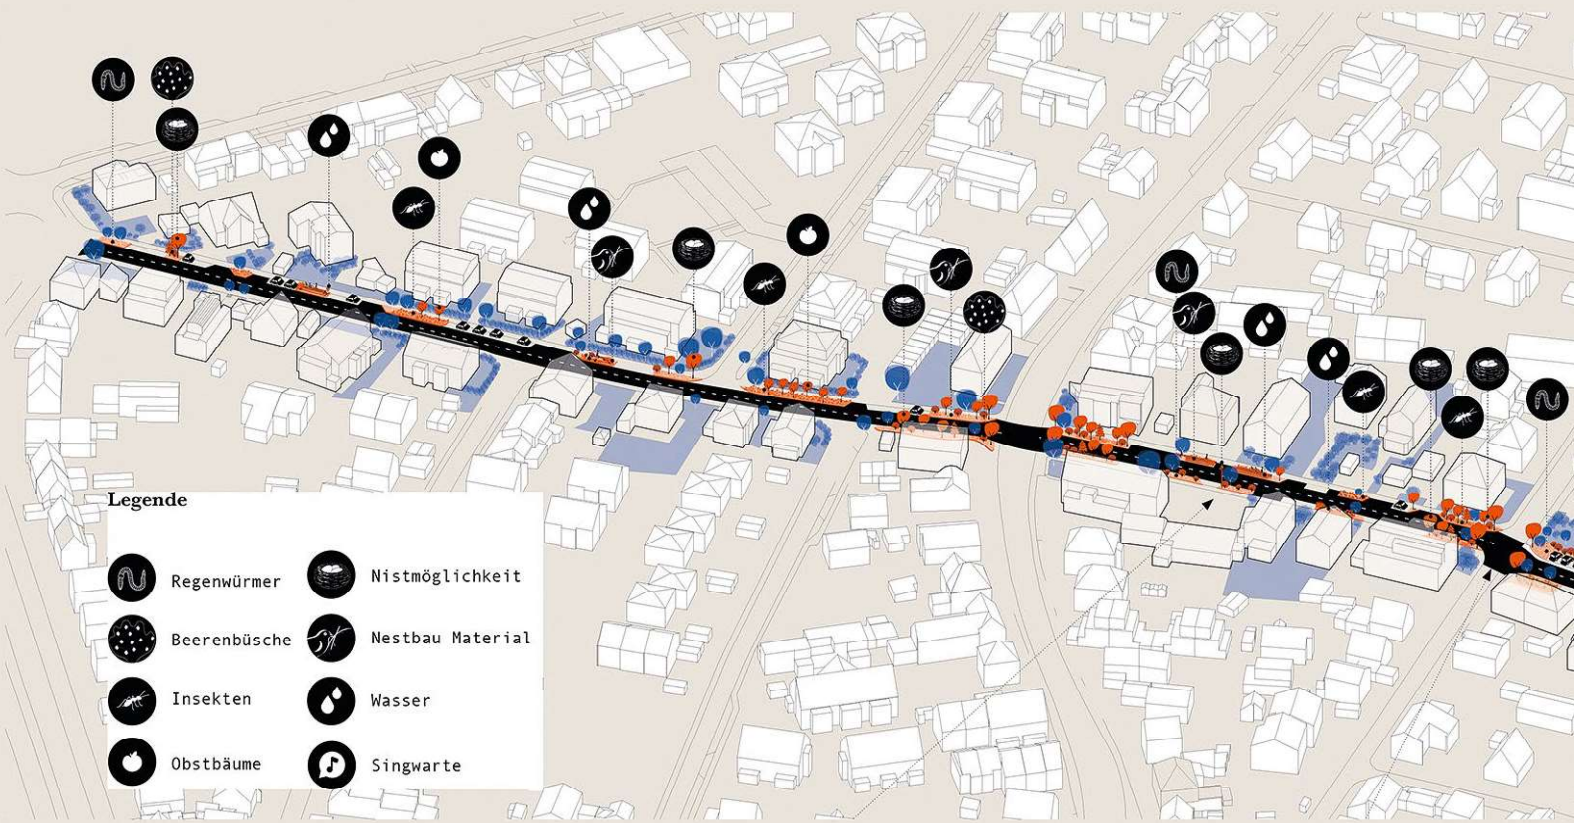 Legende
Regenwürmer
Nistmöglichkeit
Beerenbüsche
Nestbau Material
Insekten
Wasser
Obstbäume
Singwarte